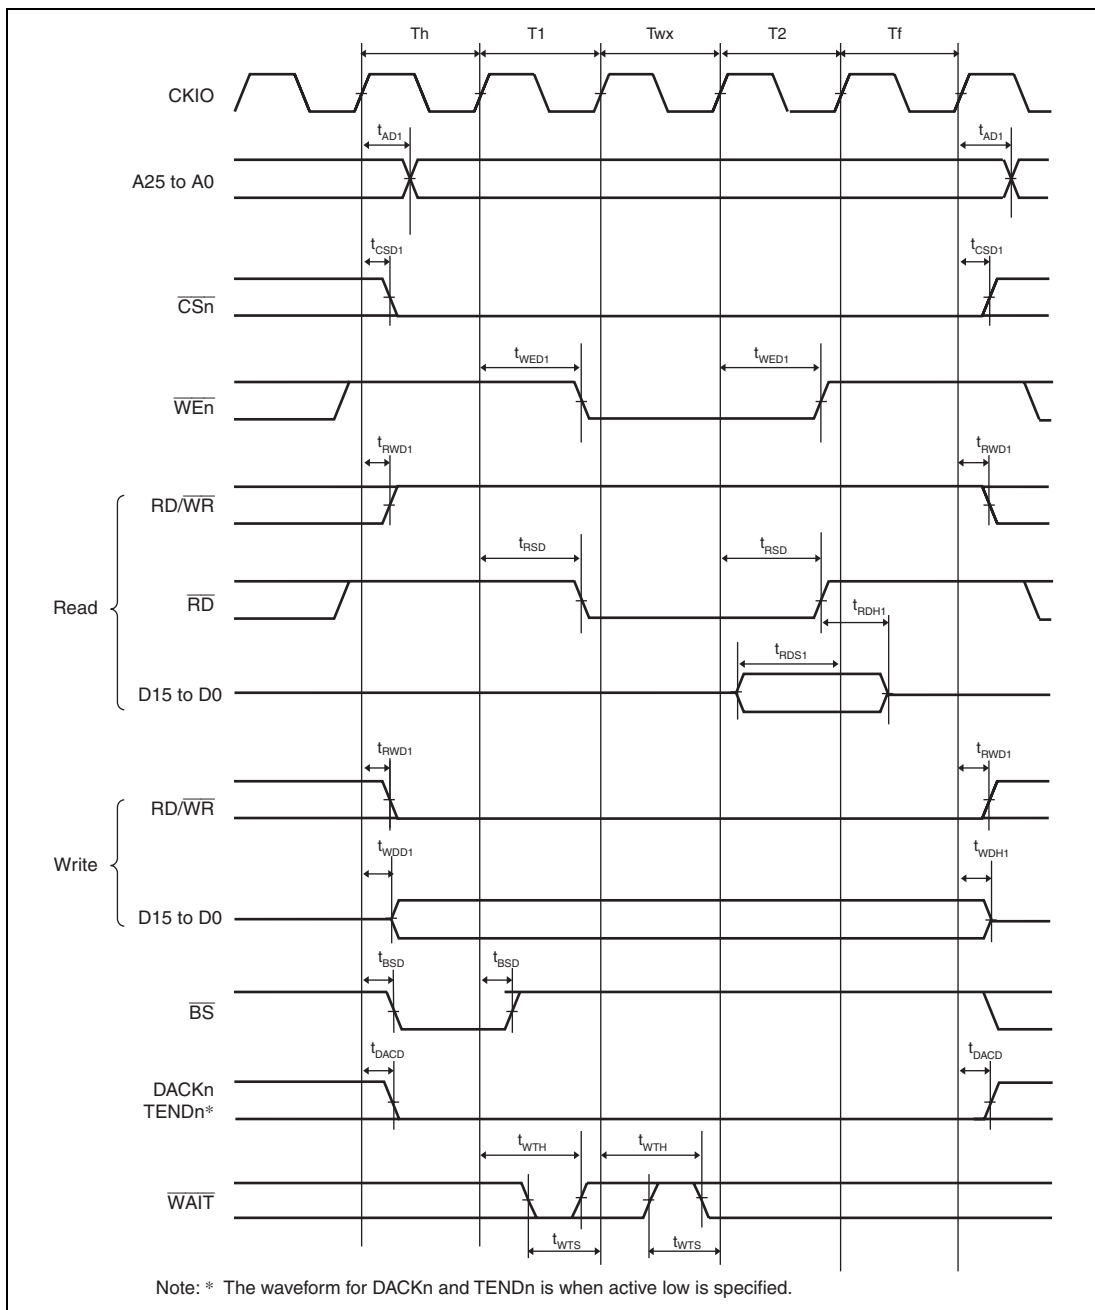 Th T1 Twx T2 Tf
CKIO
tAD1 tAD1
A25 to A0
tCSD1 tCSD1
CSn
tWED1 tWED1
WEn
tRWD1 tRWD1
RD/WR
tRSD tRSD
Read
RD
tRDH1
tRDS1
D15 to D0
tRWD1 tRWD1
RD/WR
Write
tWDD1 tWDH1
D15 to D0
tBSD tBSD
BS
tDACD tDACD
DACKn
TENDn*
tWTH tWTH
WAIT
tWTS tWTS
Note: * The waveform for DACKn and TENDn is when active low is specified.